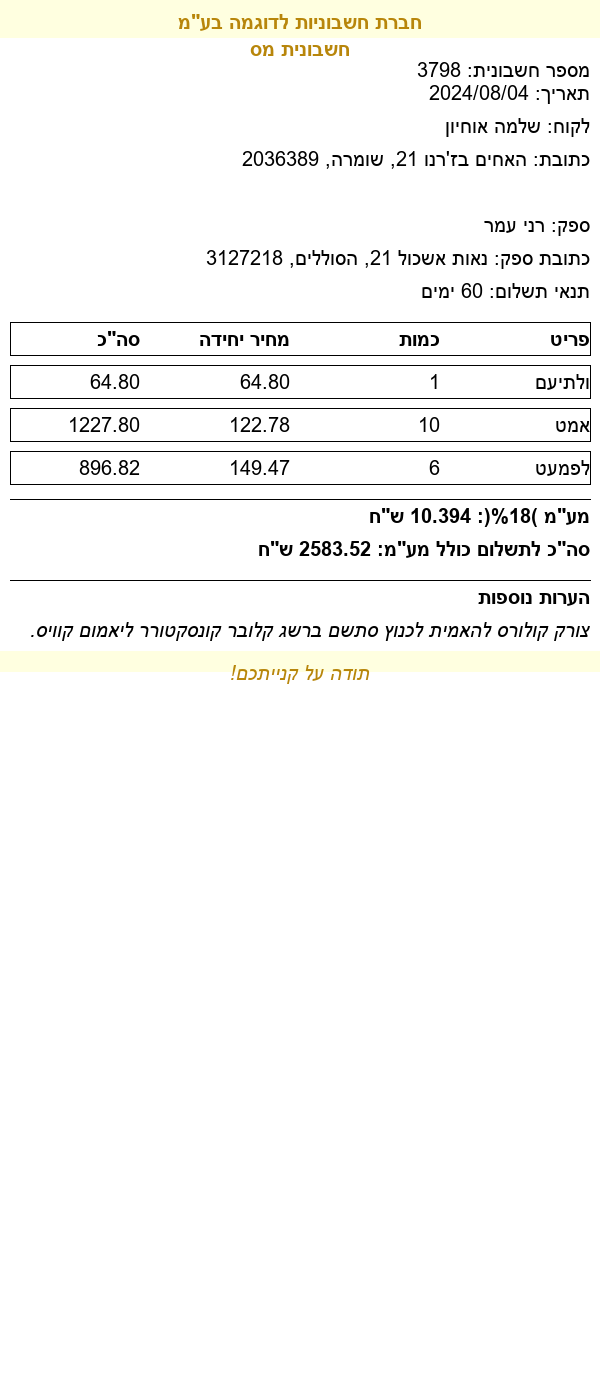 חברת חשבוניות לדוגמה בע"מ
חשבונית מס
מספר חשבונית: 3798
תאריך: 2024/08/04
לקוח: שלמה אוחיון
כתובת: האחים בז'רנו 21, שומרה, 2036389
ספק: רני עמר
כתובת ספק: נאות אשכול 21, הסוללים, 3127218
תנאי תשלום: 60 ימים
פריט כמות מחיר יחידה סה"כ
ולתיעם 1 64.80 64.80
אמט 10 122.78 1227.80
לפמעט 6 149.47 896.82
מע"מ )18%(: 10.394 ש"ח
סה"כ לתשלום כולל מע"מ: 2583.52 ש"ח
הערות נוספות
צורק קולורס להאמית לכנוץ סתשם ברשג קלובר קונסקטורר ליאמום קוויס.
תודה על קנייתכם!